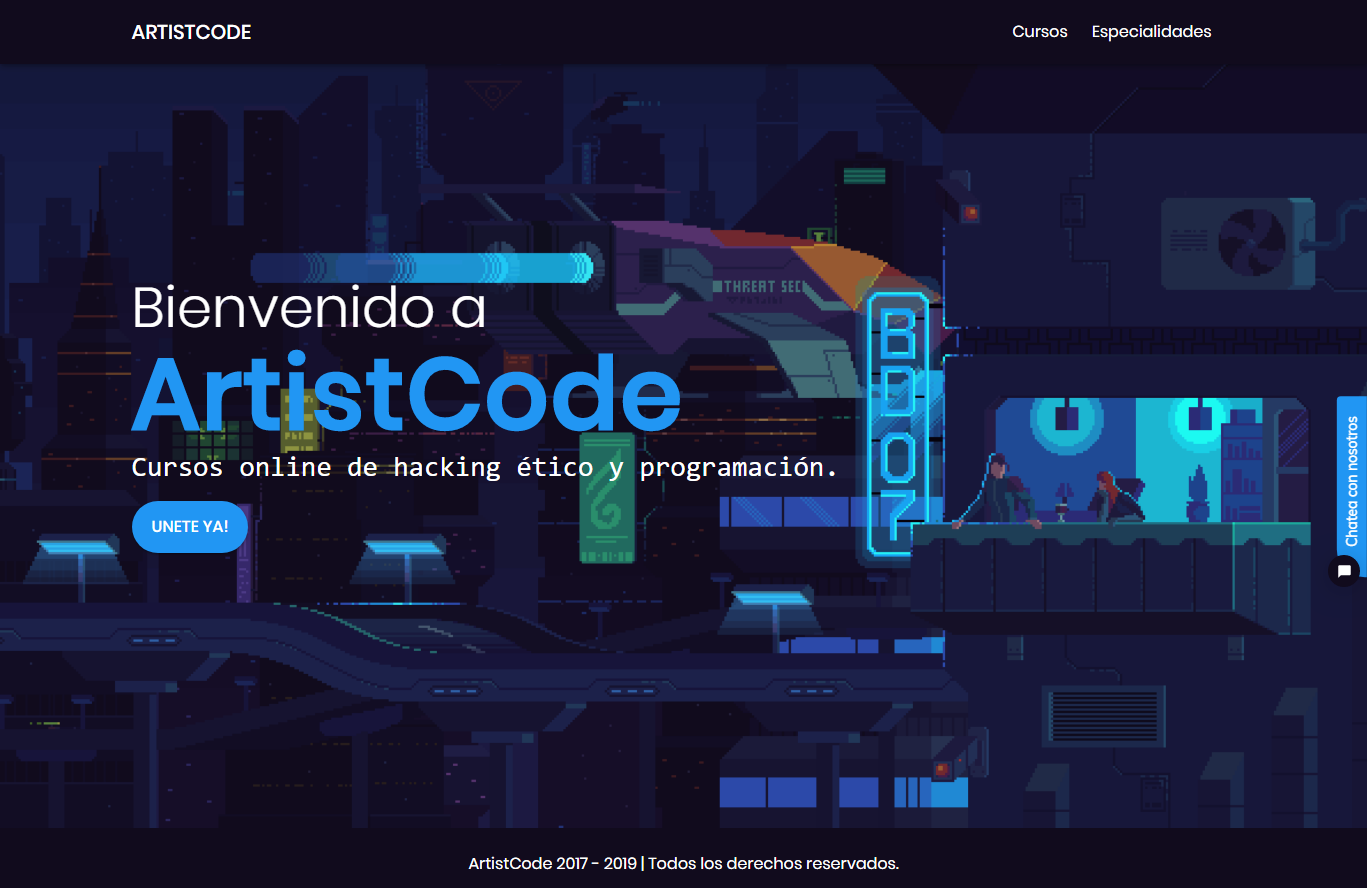 ARTISTCODE
Cursos Especialidades
THREAT SEC
Bienvenido a
ArtistCode
Cursos online de hacking ético y programación.
UNETE YA!
Chatea con nosotros
ArtistCode 2017 - 2019 | Todos los derechos reservados.